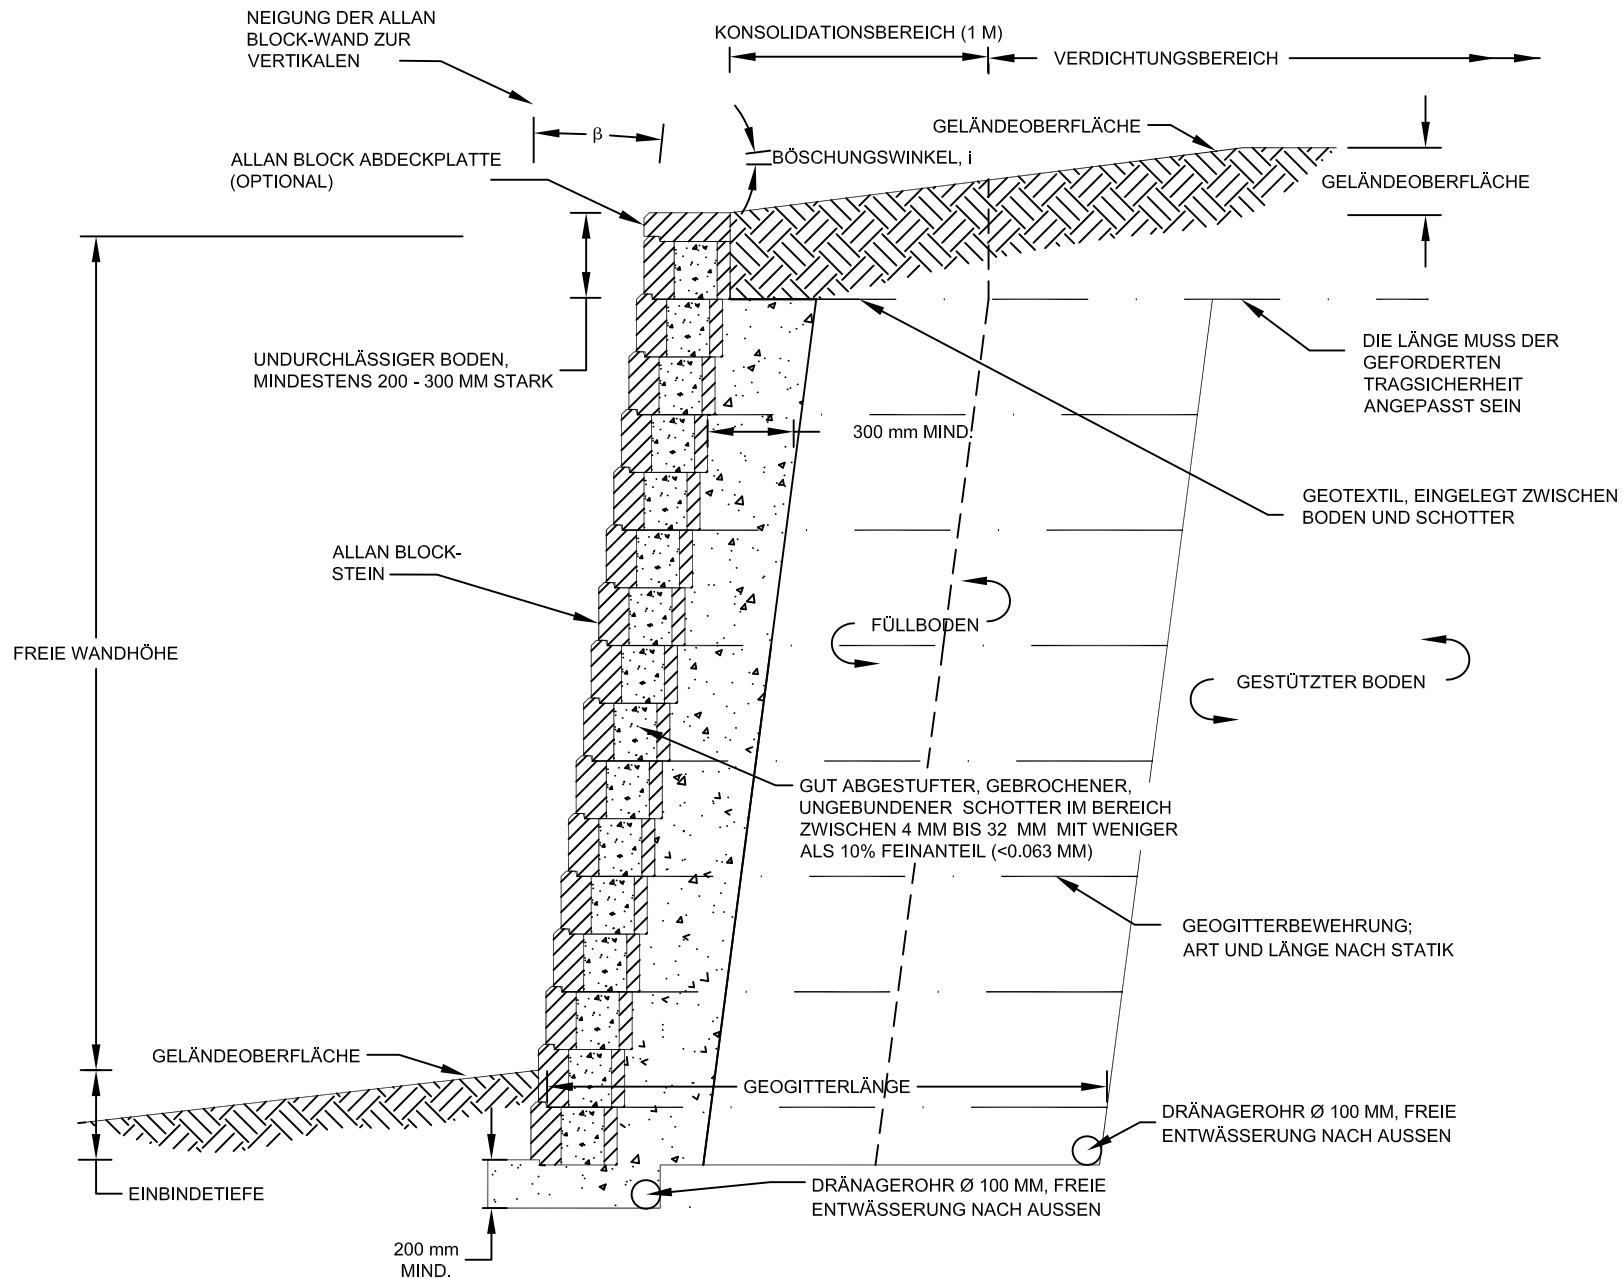 NEIGUNG DER ALLAN
BLOCK-WAND ZUR
VERTIKALEN
KONSOLIDATIONSBEREICH (1 M)
VERDICHTUNGSBEREICH
β
GELÄNDEOBERFLÄCHE
ALLAN BLOCK ABDECKPLATTE
(OPTIONAL)
BÖSCHUNGSWINKEL, i
GELÄNDEOBERFLÄCHE
UNDURCHLÄSSIGER BODEN,
MINDESTENS 200 - 300 MM STARK
DIE LÄNGE MUSS DER
GEFORDERTEN
TRAGSICHERHEIT
ANGEPASST SEIN
300 mm MIND.
GEOTEXTIL, EINGELEGT ZWISCHEN
BODEN UND SCHOTTER
ALLAN BLOCK-
STEIN
FÜLLBODEN
FREIE WANDHÖHE
GESTÜTZTER BODEN
GUT ABGESTUFTER, GEBROCHENER,
UNGEBUNDENER SCHOTTER IM BEREICH
ZWISCHEN 4 MM BIS 32 MM MIT WENIGER
ALS 10% FEINANTEIL (<0.063 MM)
GEOGITTERBEWEHRUNG;
ART UND LÄNGE NACH STATIK
GELÄNDEOBERFLÄCHE
GEOGITTERLÄNGE
DRÄNAGEROHR Ø 100 MM, FREIE
ENTWÄSSERUNG NACH AUSSEN
EINBINDETIEFE
DRÄNAGEROHR Ø 100 MM, FREIE
ENTWÄSSERUNG NACH AUSSEN
200 mm
MIND.